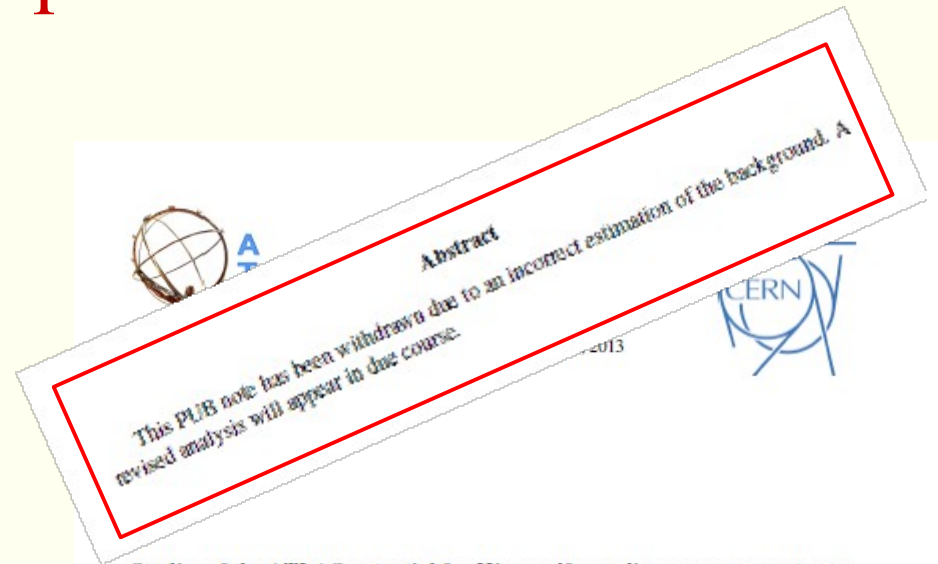 A
Abstract
This PUB note has been withdrawn due to an incorrect estimation of the background. A
revised analysis will appear in due course.
CERN
2013